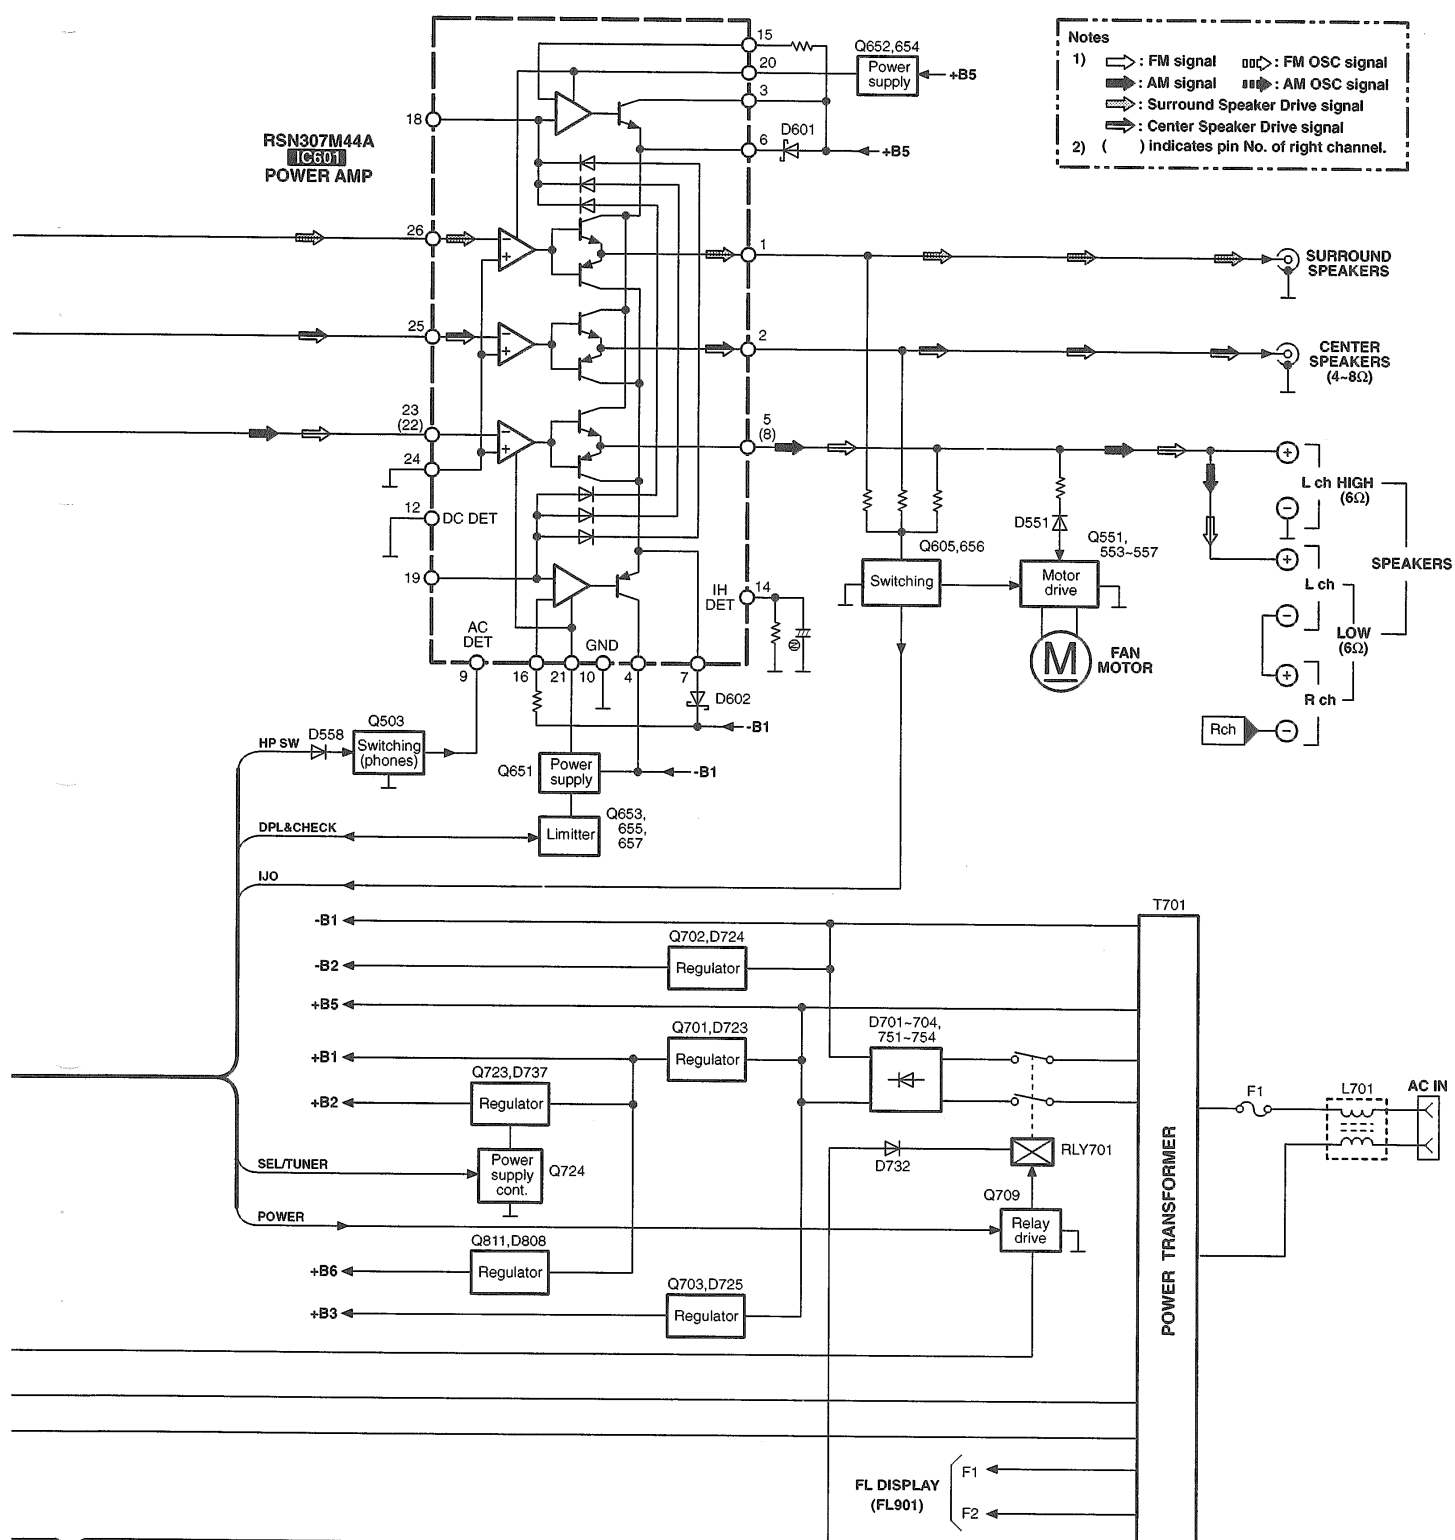 15
Q652,654
20
Power
supply
+B5
3
18
6
D601
+B5
RSN307M44A
IC601
POWER AMP
Notes
1)
: FM signal
: FM OSC signal
: AM signal
: AM OSC signal
: Surround Speaker Drive signal
: Center Speaker Drive signal
2) ( ) indicates pin No. of right channel.
26
−
+
1
SURROUND
SPEAKERS
25
−
+
2
CENTER
SPEAKERS
(4~8Ω)
23
(22)
−
+
5
(8)
24
12
DC DET
19
IH
DET
14
AC
DET
GND
9
16
21
10
4
7
D602
-B1
-B1
D551
Q605,656
Switching
Q551,
553~557
Motor
drive
M
FAN
MOTOR
+
L ch HIGH
(6Ω)
−
+
L ch
SPEAKERS
−
LOW
(6Ω)
+
R ch
Rch
−
HP SW
D558
Q503
Switching
(phones)
Q651
Power
supply
DPL&CHECK
Limitter
Q653,
655,
657
IJO
-B1
Q702,D724
-B2
Regulator
+B5
Q701,D723
+B1
Regulator
Q723,D737
+B2
Regulator
SEL/TUNER
Power
supply
cont.
Q724
POWER
Q811,D808
+B6
Regulator
Q703,D725
+B3
Regulator
D701~704,
751~754
D732
RLY701
Q709
Relay
drive
T701
POWER TRANSFORMER
F1
L701
AC IN
FL DISPLAY
(FL901)
F1
F2